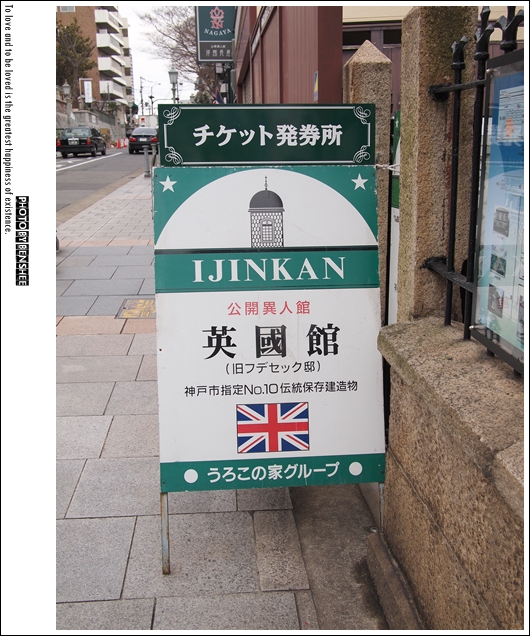 To love and to be loved is the greatest happiness of existence.
PHOTO BY BENSHEE
NAGAYA
チケット発券所
IJINKAN
公開異人館
英國館
(旧フデセック邸)
神戸市指定No.10伝統保存建造物
うろこの家グループ